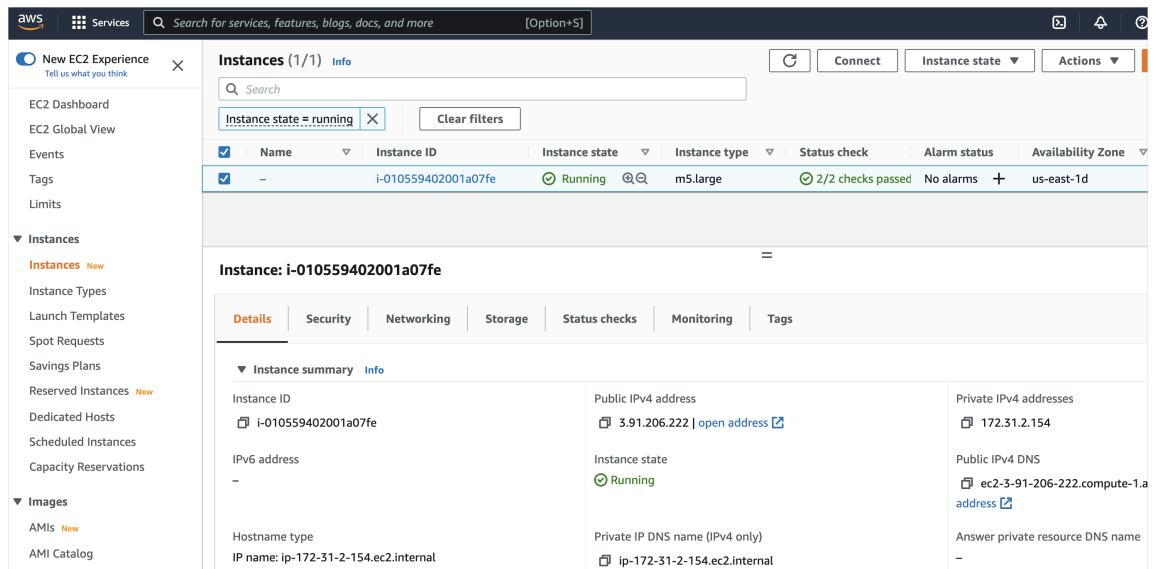 aws
Services
Search for services, features, blogs, docs, and more
[Option+S]
New EC2 Experience
Tell us what you think
EC2 Dashboard
EC2 Global View
Events
Tags
Limits
Instances
Instances New
Instance Types
Launch Templates
Spot Requests
Savings Plans
Reserved Instances New
Dedicated Hosts
Scheduled Instances
Capacity Reservations
Images
AMIs New
AMI Catalog
Instances (1/1) Info
Connect
Instance state
Actions
Search
Instance state = running
Clear filters
Name Instance ID Instance state Instance type Status check Alarm status Availability Zone
– i-010559402001a07fe Running m5.large 2/2 checks passed No alarms + us-east-1d
Instance: i-010559402001a07fe
Details Security Networking Storage Status checks Monitoring Tags
Instance summary Info
Instance ID
i-010559402001a07fe
Public IPv4 address
3.91.206.222 | open address
Private IPv4 addresses
172.31.2.154
IPv6 address
–
Instance state
Running
Public IPv4 DNS
ec2-3-91-206-222.compute-1.a
address
Hostname type
IP name: ip-172-31-2-154.ec2.internal
Private IP DNS name (IPv4 only)
ip-172-31-2-154.ec2.internal
Answer private resource DNS name
–